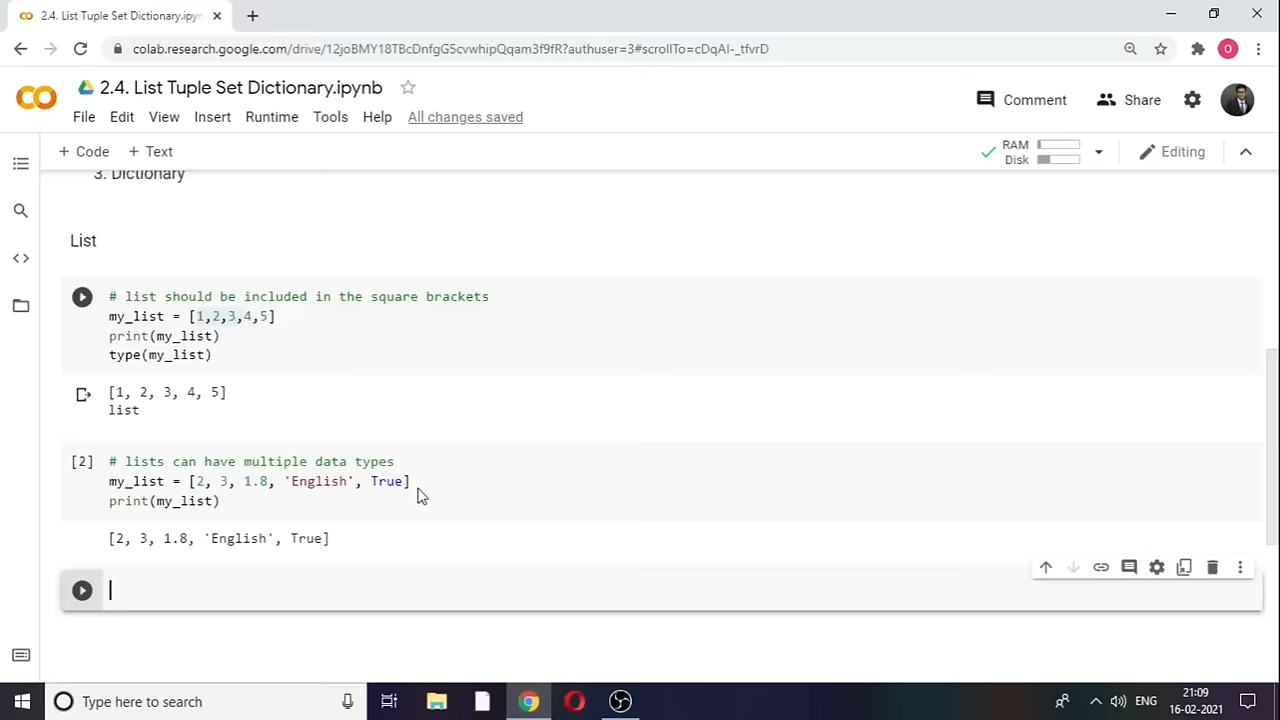 2.4. List Tuple Set Dictionary.ipyn
colab.research.google.com/drive/12joBMY18TBcDnfgG5cvwhipQqam3f9fR?authuser=3#scrollTo=cDqAI-_tfvrD
O
2.4. List Tuple Set Dictionary.ipynb
Comment
Share
File Edit View Insert Runtime Tools Help All changes saved
+ Code + Text
RAM
Disk
Editing
3. Dictionary
List
# list should be included in the square brackets
my_list = [1,2,3,4,5]
print(my_list)
type(my_list)
[1, 2, 3, 4, 5]
list
[2]
# lists can have multiple data types
my_list = [2, 3, 1.8, 'English', True]
print(my_list)
[2, 3, 1.8, 'English', True]
Type here to search
ENG
21:09
16-02-2021